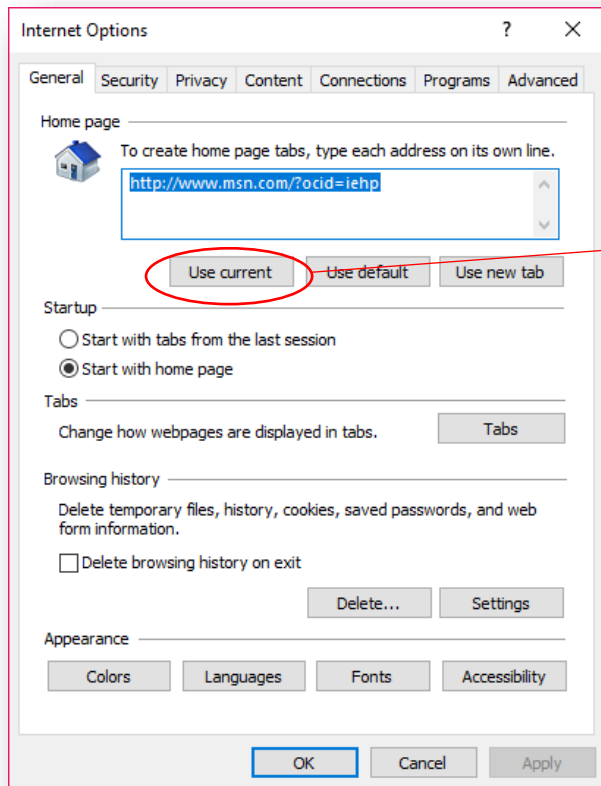 Internet Options ?
General Security Privacy Content Connections Programs Advanced
Home page
To create home page tabs, type each address on its own line.
http://www.msn.com/?ocid=iehp
Use current Use default Use new tab
Startup
Start with tabs from the last session
Start with home page
Tabs
Change how webpages are displayed in tabs. Tabs
Browsing history
Delete temporary files, history, cookies, saved passwords, and web
form information.
Delete browsing history on exit
Delete... Settings
Appearance
Colors Languages Fonts Accessibility
OK Cancel Apply